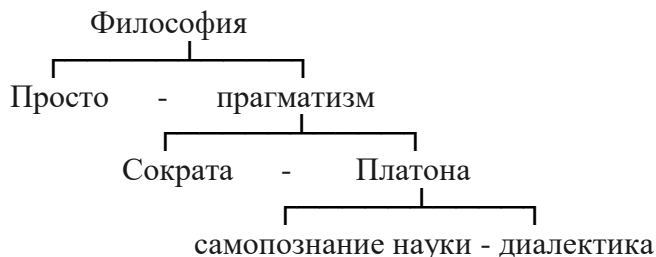 Философия
Просто - прагматизм
Сократа - Платона
самопознание науки - диалектика